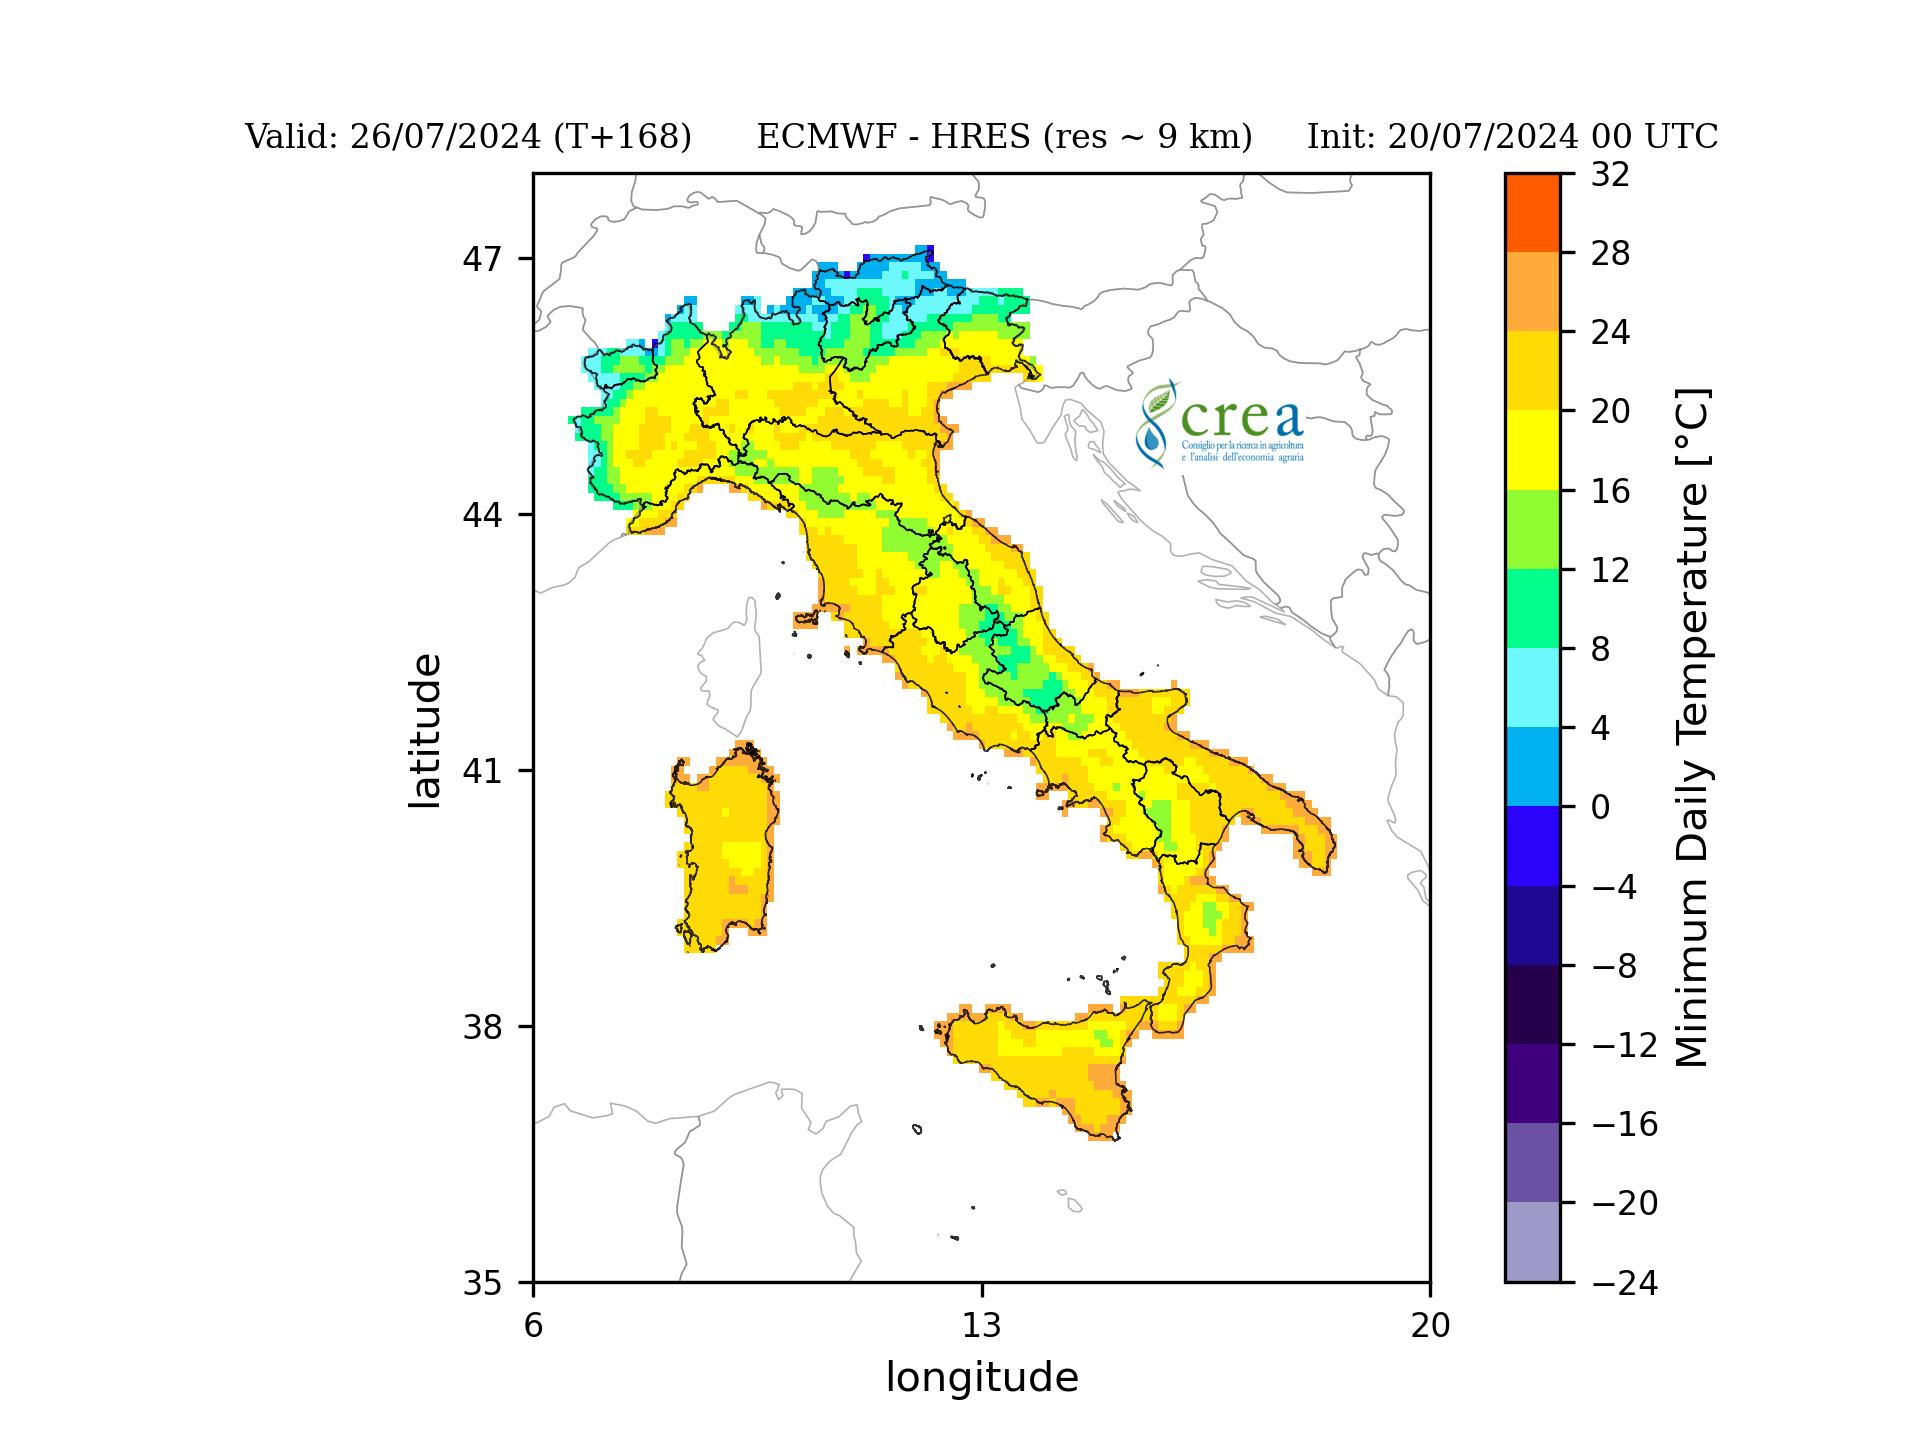 Valid: 26/07/2024 (T+168) ECMWF - HRES (res ~ 9 km) Init: 20/07/2024 00 UTC
47
44
41
38
35
6 13 20
latitude
longitude
crea
Consiglio per la ricerca in agricoltura
e l'analisi dell'economia agraria
32
28
24
20
16
12
8
4
0
−4
−8
−12
−16
−20
−24
Minimum Daily Temperature [°C]